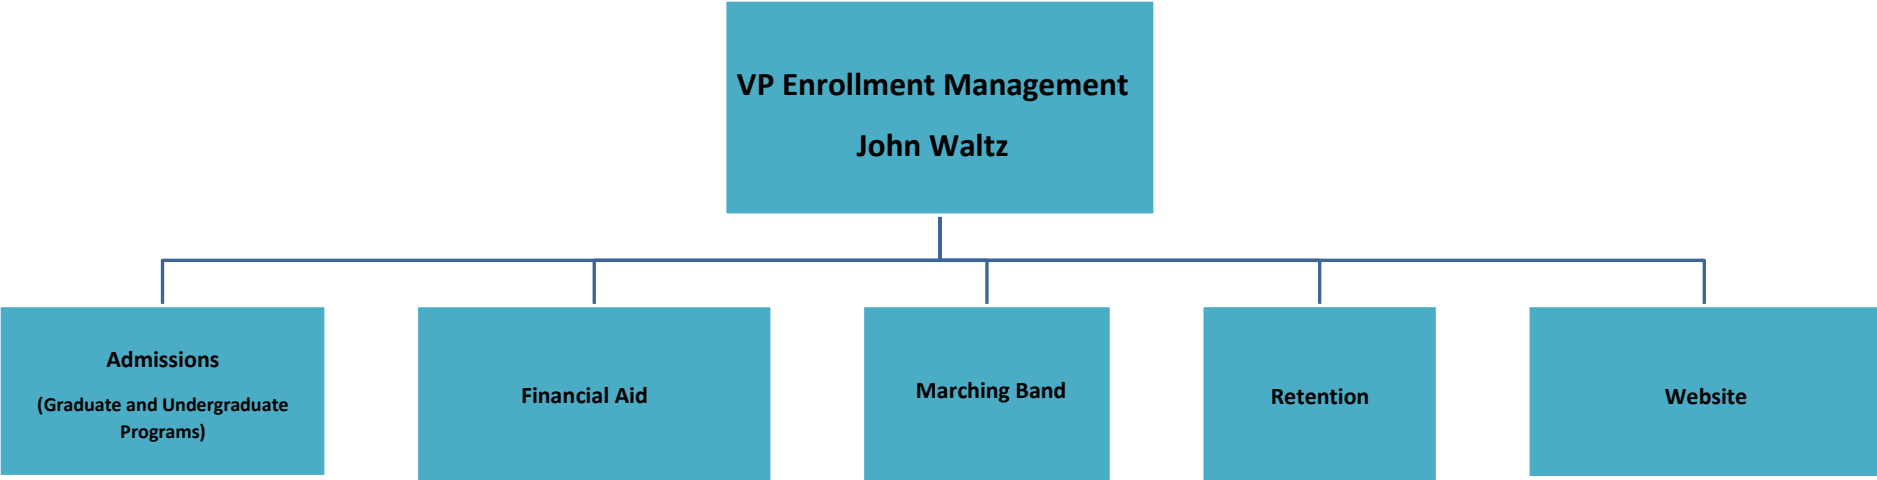 VP Enrollment Management
John Waltz
Admissions
(Graduate and Undergraduate
Programs)
Financial Aid
Marching Band
Retention
Website